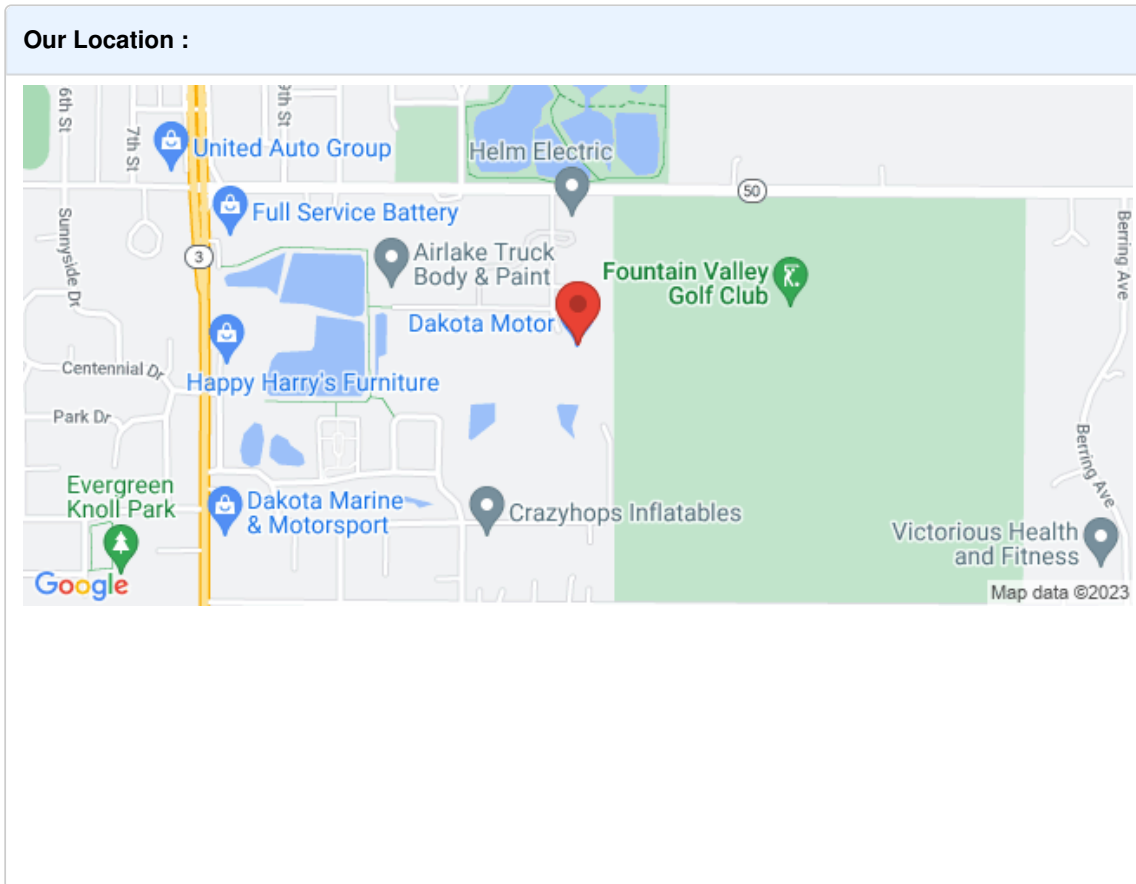 Our Location :
6th St
7th St
9th St
United Auto Group
Helm Electric
50
Full Service Battery
Sunnyside Dr
3
Airlake Truck
Body & Paint
Fountain Valley
Golf Club
Berring Ave
Dakota Motor
Centennial Dr
Happy Harry's Furniture
Park Dr
Berring Ave
Evergreen
Knoll Park
Dakota Marine
& Motorsport
Crazyhops Inflatables
Victorious Health
and Fitness
Google
Map data ©2023